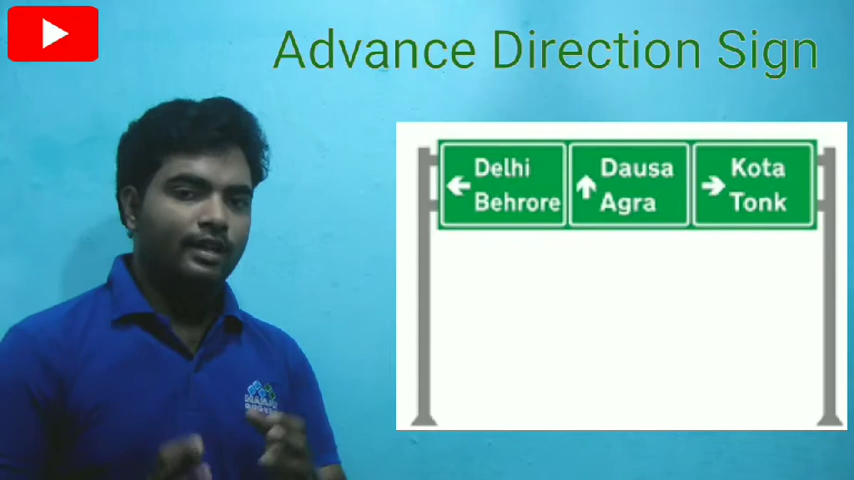 Advance Direction Sign
Delhi
Behrore
Dausa
Agra
Kota
Tonk